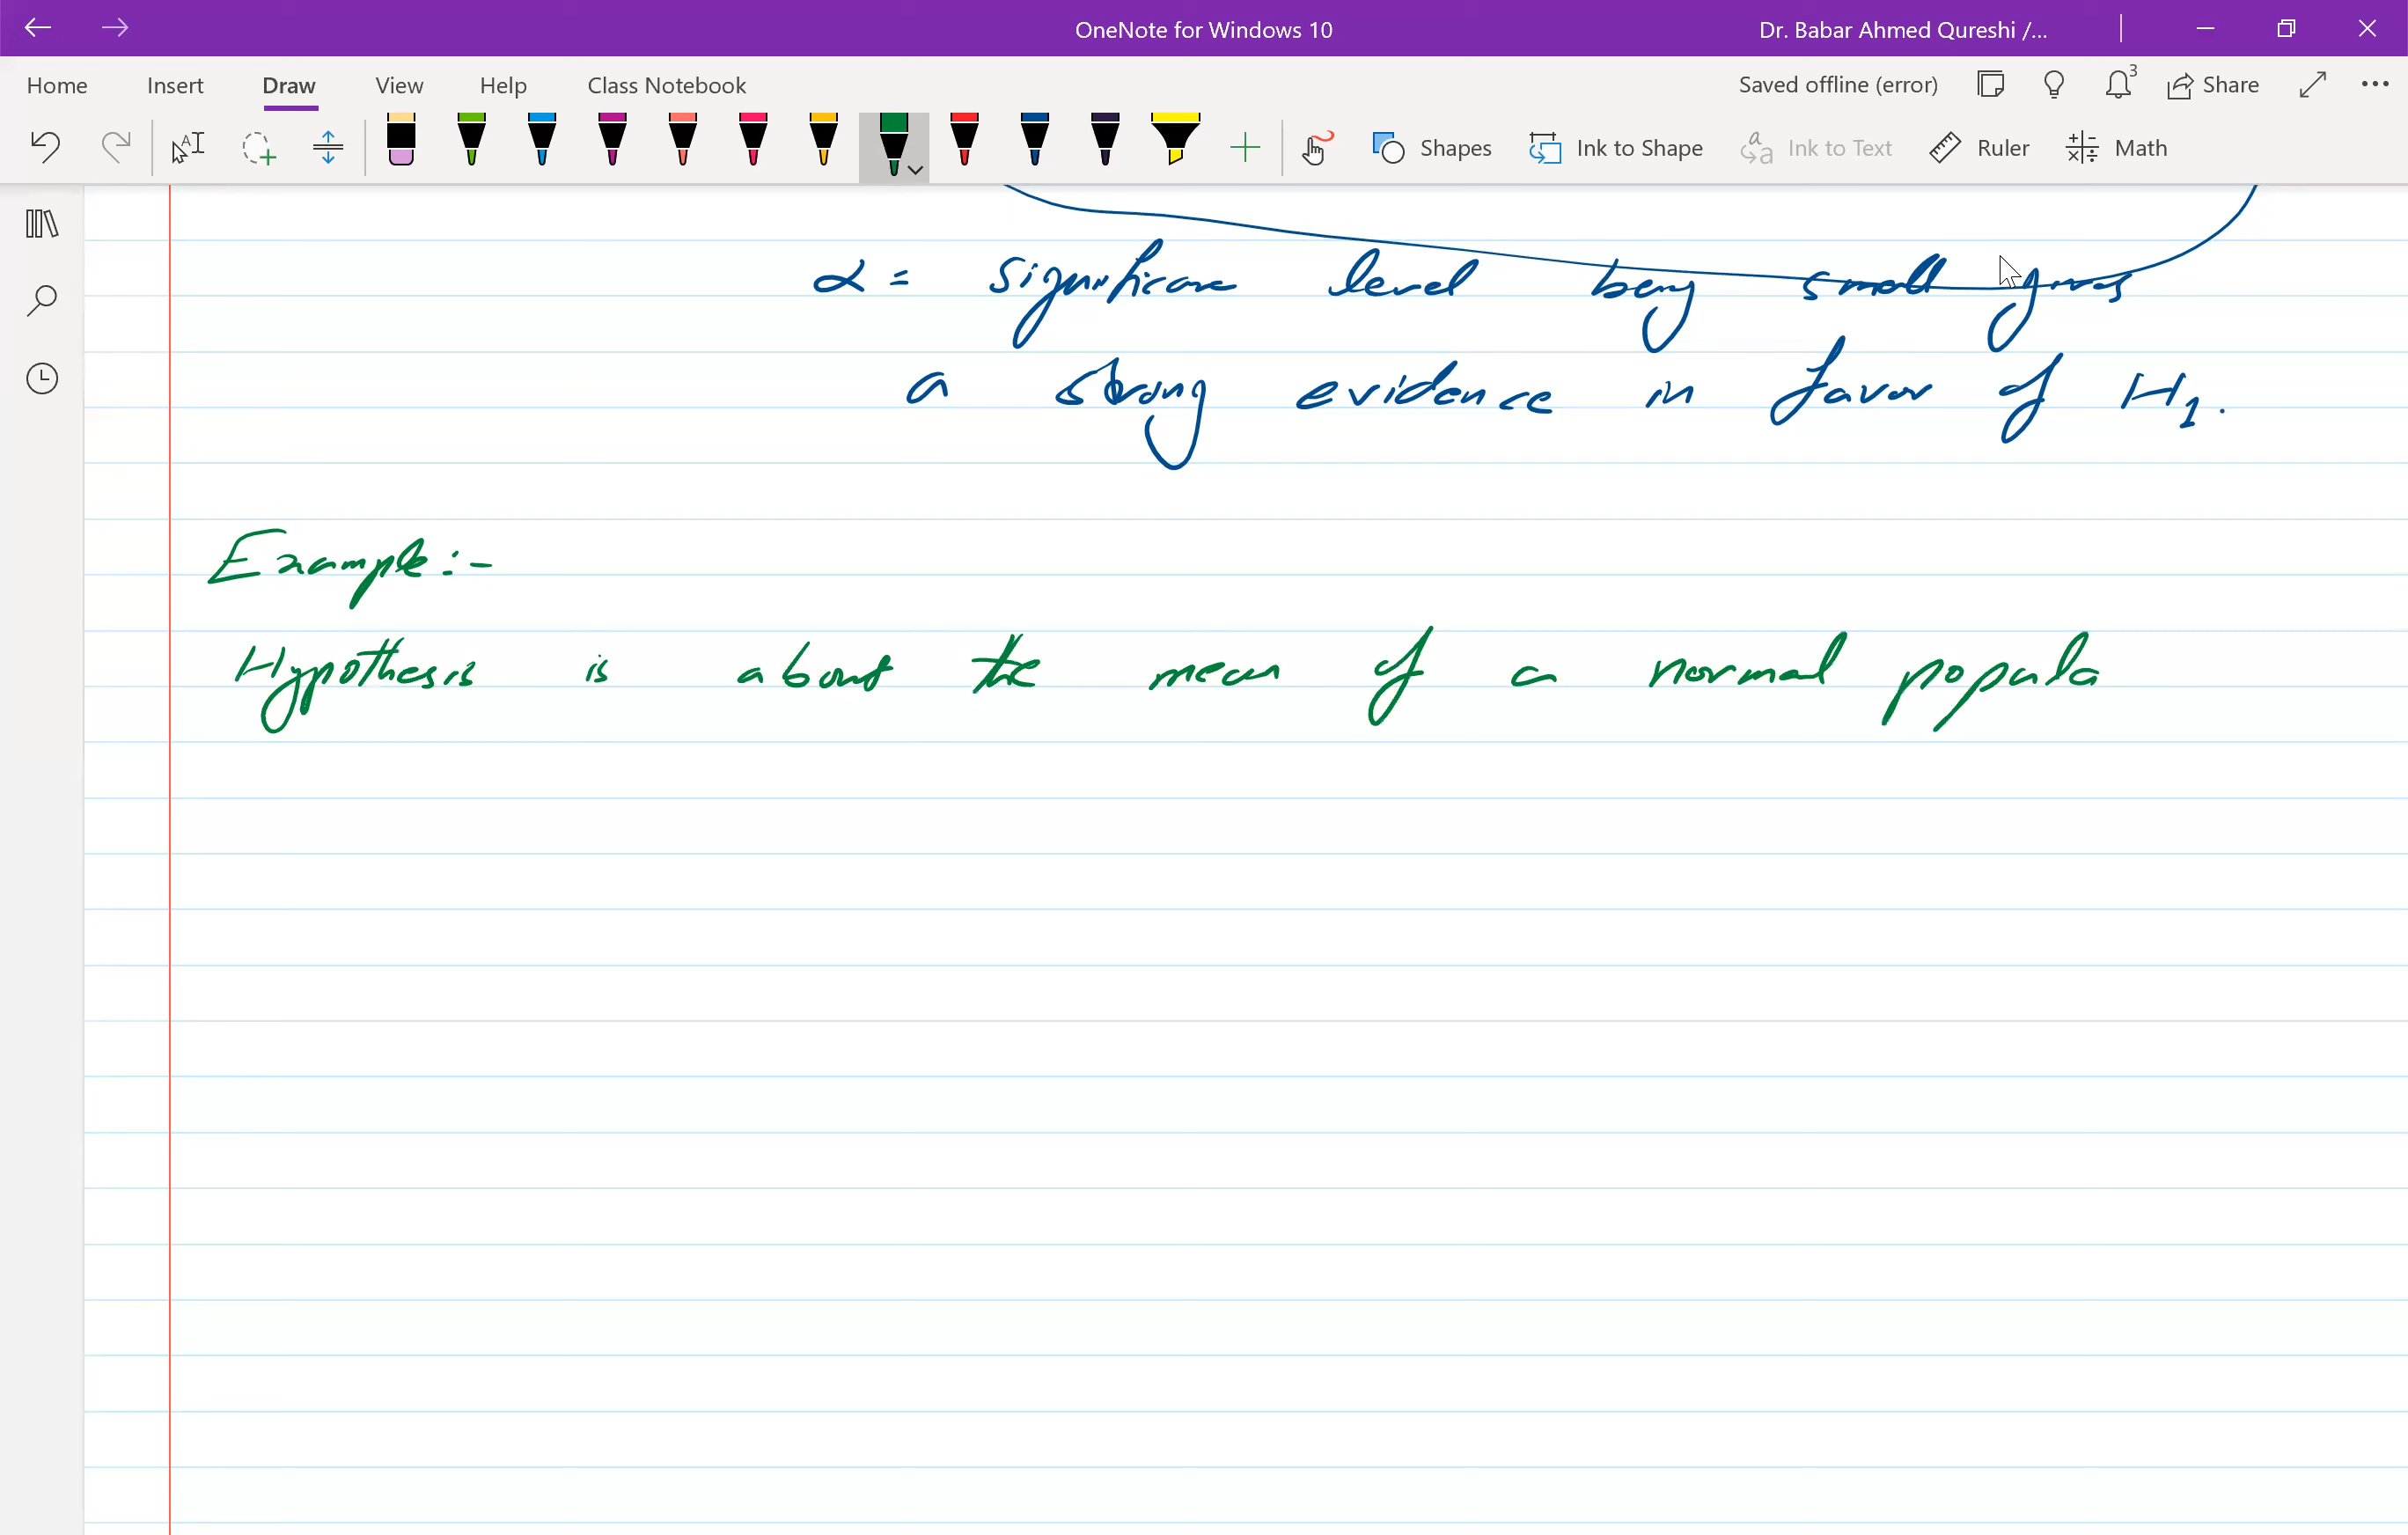 OneNote for Windows 10
Dr. Babar Ahmed Qureshi /...
Home Insert Draw View Help Class Notebook
Saved offline (error) 3 Share
Shapes Ink to Shape Ink to Text Ruler Math
α = significance level being small gives
a strong evidence in favor of H₁.
Example:-
Hypothesis is about the mean of a normal popula